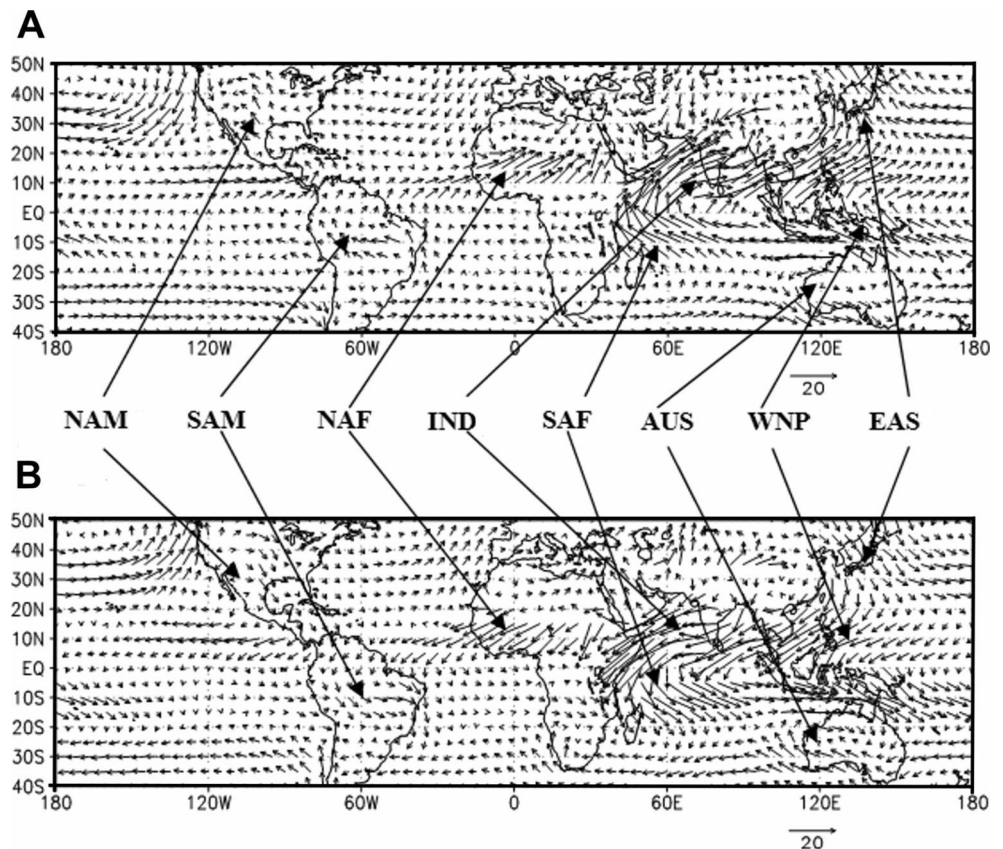 A
50N
40N
30N
20N
10N
EQ
10S
20S
30S
40S
180 120W 60W 0 60E 120E 180
20
NAM SAM NAF IND SAF AUS WNP EAS
B
50N
40N
30N
20N
10N
EQ
10S
20S
30S
40S
180 120W 60W 0 60E 120E 180
20